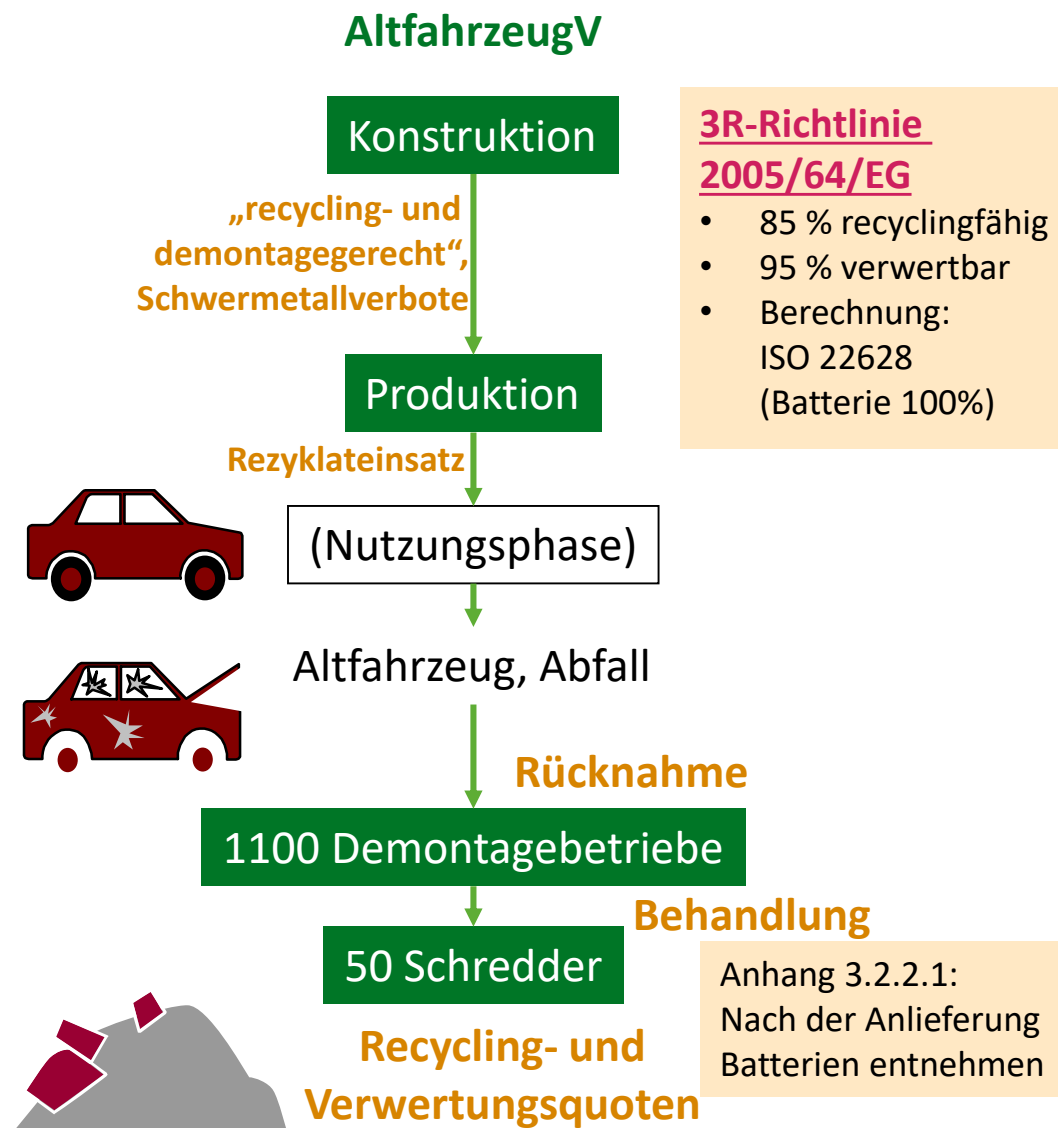 AltfahrzeugV
Konstruktion
„recycling- und
demontagegerecht“,
Schwermetallverbote
3R-Richtlinie
2005/64/EG
• 85 % recyclingfähig
• 95 % verwertbar
• Berechnung:
ISO 22628
(Batterie 100%)
Produktion
Rezyklateinsatz
(Nutzungsphase)
Altfahrzeug, Abfall
Rücknahme
1100 Demontagebetriebe
Behandlung
50 Schredder
Anhang 3.2.2.1:
Nach der Anlieferung
Batterien entnehmen
Recycling- und
Verwertungsquoten